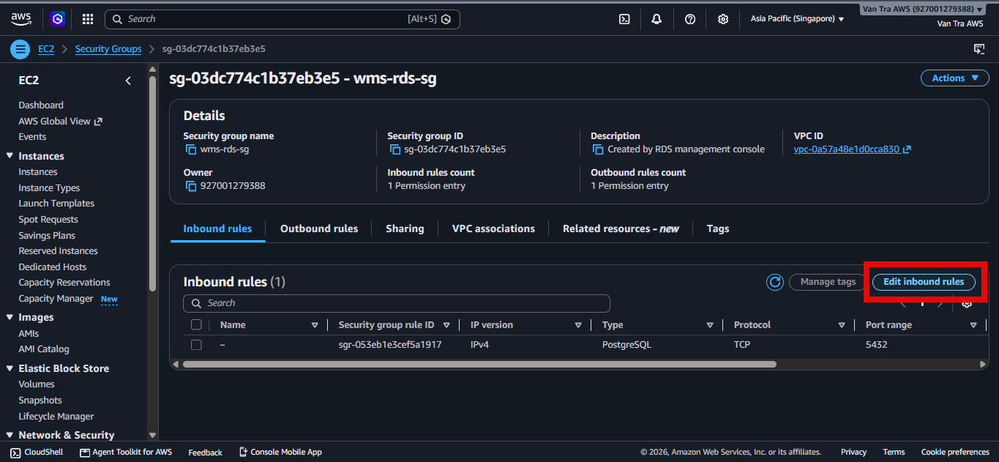 aws
Search [Alt+S]
Asia Pacific (Singapore)
Van Tra AWS (927001279388)
Van Tra AWS
EC2 Security Groups sg-03dc774c1b37eb3e5
EC2
Dashboard
AWS Global View
Events
Instances
Instances
Instance Types
Launch Templates
Spot Requests
Savings Plans
Reserved Instances
Dedicated Hosts
Capacity Reservations
Capacity Manager New
Images
AMIs
AMI Catalog
Elastic Block Store
Volumes
Snapshots
Lifecycle Manager
Network & Security
sg-03dc774c1b37eb3e5 - wms-rds-sg
Actions
Details
Security group name
wms-rds-sg
Security group ID
sg-03dc774c1b37eb3e5
Description
Created by RDS management console
VPC ID
vpc-0a57a48e1d0cca830
Owner
927001279388
Inbound rules count
1 Permission entry
Outbound rules count
1 Permission entry
Inbound rules Outbound rules Sharing VPC associations Related resources - new Tags
Inbound rules (1)
Manage tags Edit inbound rules
Search
1
Name Security group rule ID IP version Type Protocol Port range
– sgr-053eb1e3cef5a1917 IPv4 PostgreSQL TCP 5432
CloudShell Agent Toolkit for AWS Feedback Console Mobile App © 2026, Amazon Web Services, Inc. or its affiliates. Privacy Terms Cookie preferences